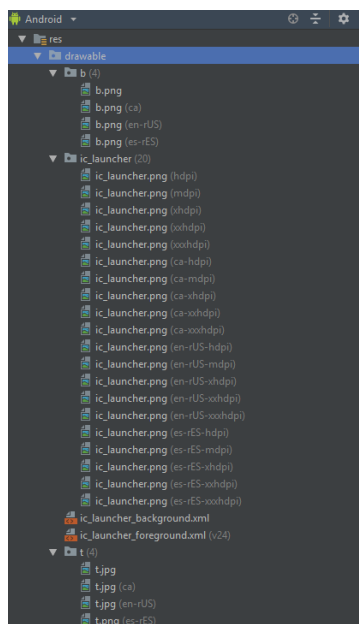 Android
res
drawable
b (4)
b.png
b.png (ca)
b.png (en-rUS)
b.png (es-rES)
ic_launcher (20)
ic_launcher.png (hdpi)
ic_launcher.png (mdpi)
ic_launcher.png (xhdpi)
ic_launcher.png (xxhdpi)
ic_launcher.png (xxxhdpi)
ic_launcher.png (ca-hdpi)
ic_launcher.png (ca-mdpi)
ic_launcher.png (ca-xhdpi)
ic_launcher.png (ca-xxhdpi)
ic_launcher.png (ca-xxxhdpi)
ic_launcher.png (en-rUS-hdpi)
ic_launcher.png (en-rUS-mdpi)
ic_launcher.png (en-rUS-xhdpi)
ic_launcher.png (en-rUS-xxhdpi)
ic_launcher.png (en-rUS-xxxhdpi)
ic_launcher.png (es-rES-hdpi)
ic_launcher.png (es-rES-mdpi)
ic_launcher.png (es-rES-xhdpi)
ic_launcher.png (es-rES-xxhdpi)
ic_launcher.png (es-rES-xxxhdpi)
ic_launcher_background.xml
ic_launcher_foreground.xml (v24)
t (4)
t.jpg
t.jpg (ca)
t.jpg (en-rUS)
t.png (es-rES)